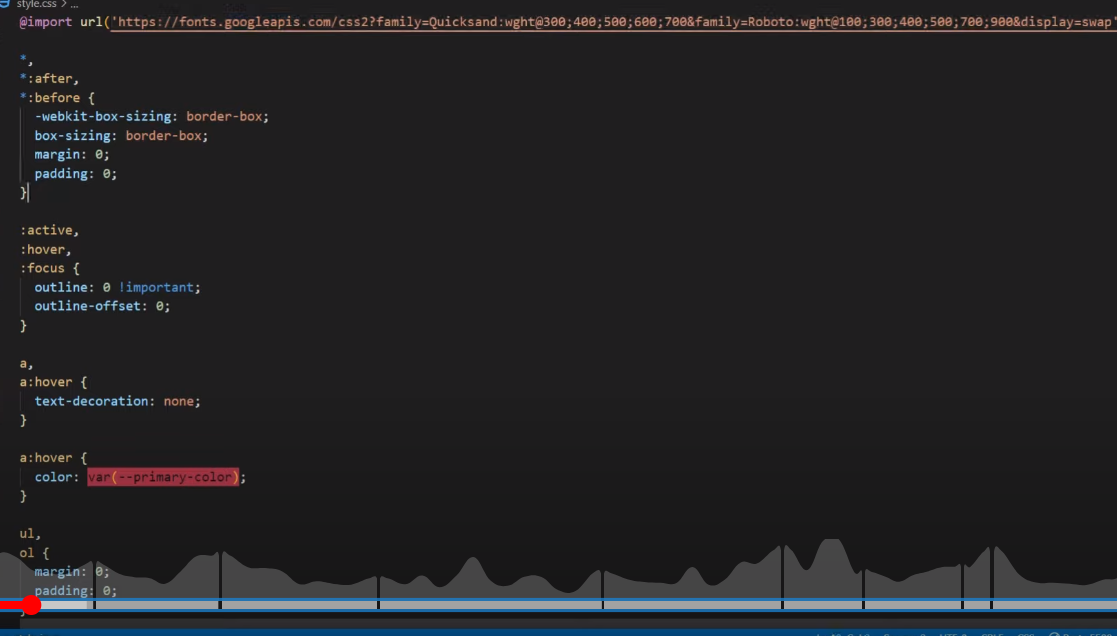 style.css > ...
@import url('https://fonts.googleapis.com/css2?family=Quicksand:wght@300;400;500;600;700&family=Roboto:wght@100;300;400;500;700;900&display=swap'
*,
*:after,
*:before {
-webkit-box-sizing: border-box;
box-sizing: border-box;
margin: 0;
padding: 0;
}
:active,
:hover,
:focus {
outline: 0 !important;
outline-offset: 0;
}
a,
a:hover {
text-decoration: none;
}
a:hover {
color: var(--primary-color);
}
ul,
ol {
margin: 0;
padding: 0;